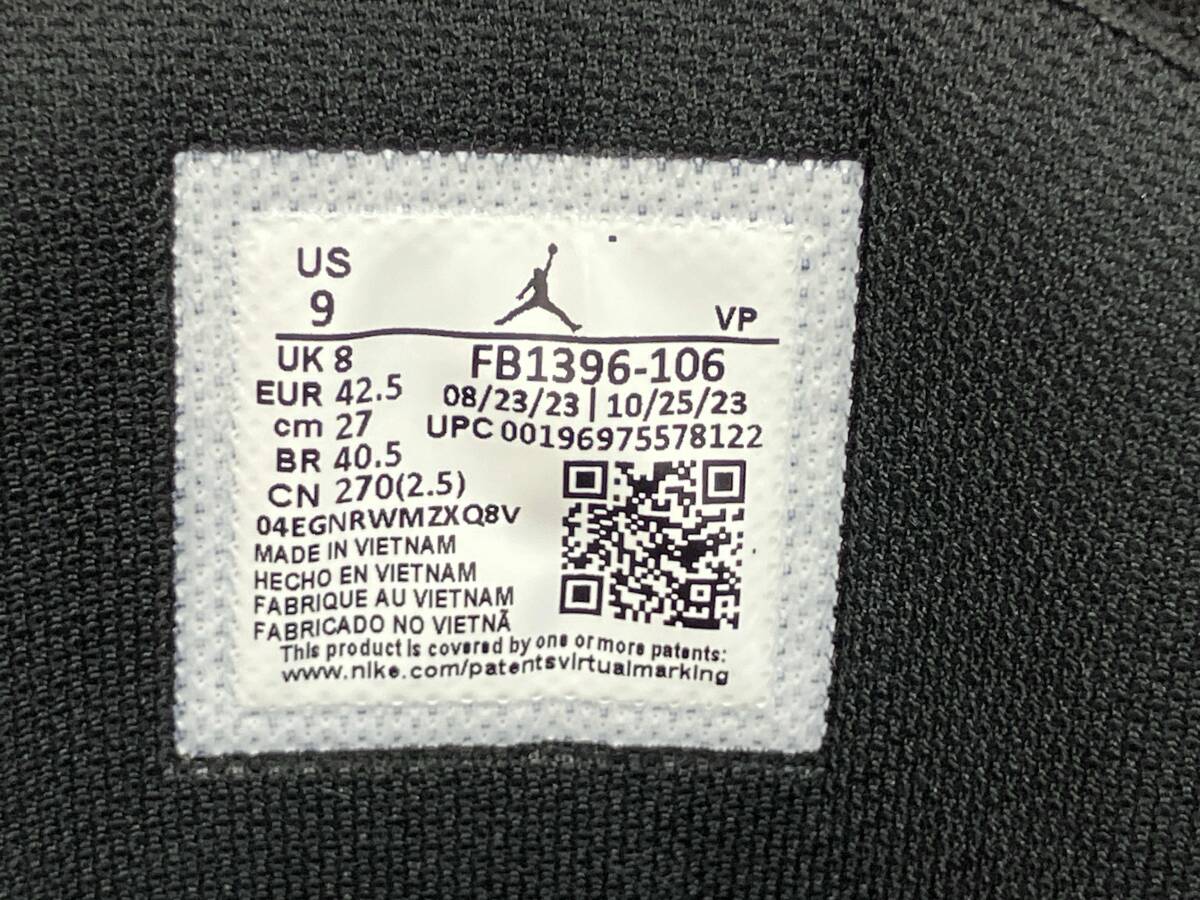 US
9
VP
UK 8
FB1396-106
EUR 42.5
08/23/23 | 10/25/23
cm 27
UPC 00196975578122
BR 40.5
CN 270(2.5)
04EGNRWMZXQ8V
MADE IN VIETNAM
HECHO EN VIETNAM
FABRIQUE AU VIETNAM
FABRICADO NO VIETNÃ
This product is covered by one or more patents:
www.nike.com/patentsvirtualmarking